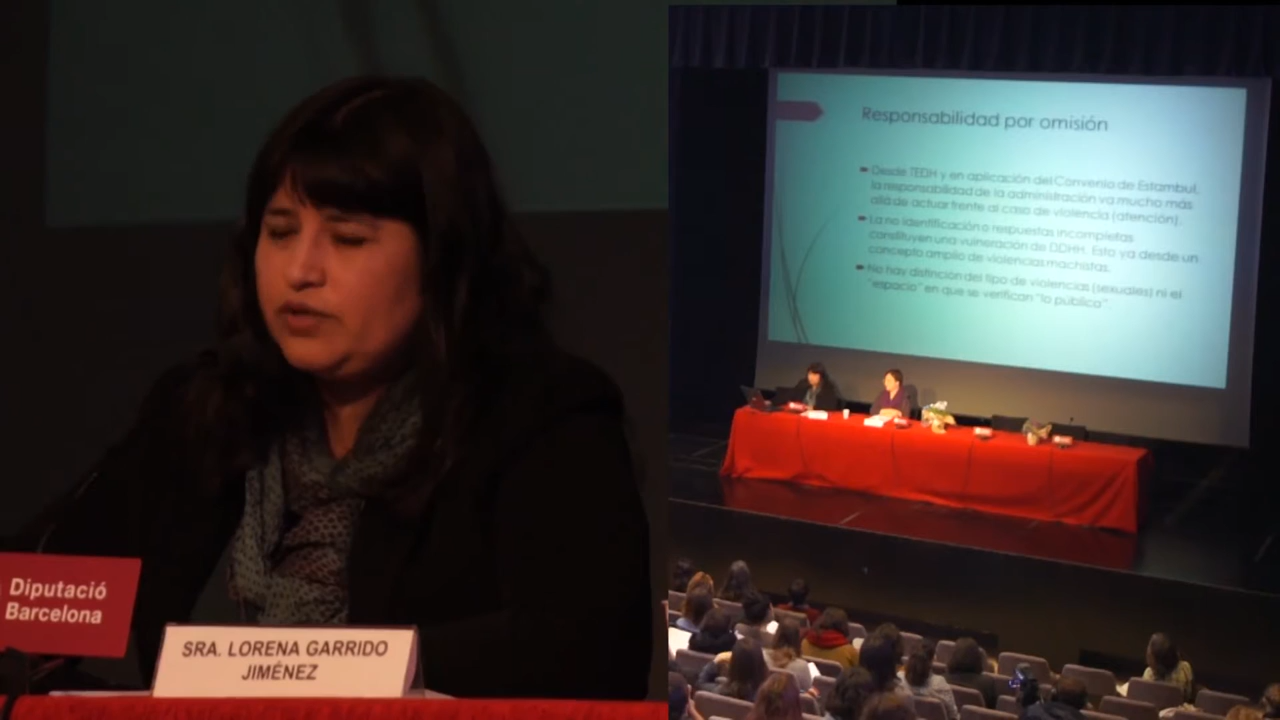 Diputació
Barcelona
SRA. LORENA GARRIDO
JIMÉNEZ
Responsabilidad por omisión
Desde TEDH y en aplicación del Convenio de Estambul,
la responsabilidad de la administración va mucho más
allá de actuar frente al caso de violencia (atención).
La no identificación o respuestas incompletas
constituyen una vulneración de DDHH. Esto va desde un
concepto amplio de violencias machistas.
No hay distinción del tipo de violencias (sexuales) ni el
"espacio" en que se verifican "lo público"